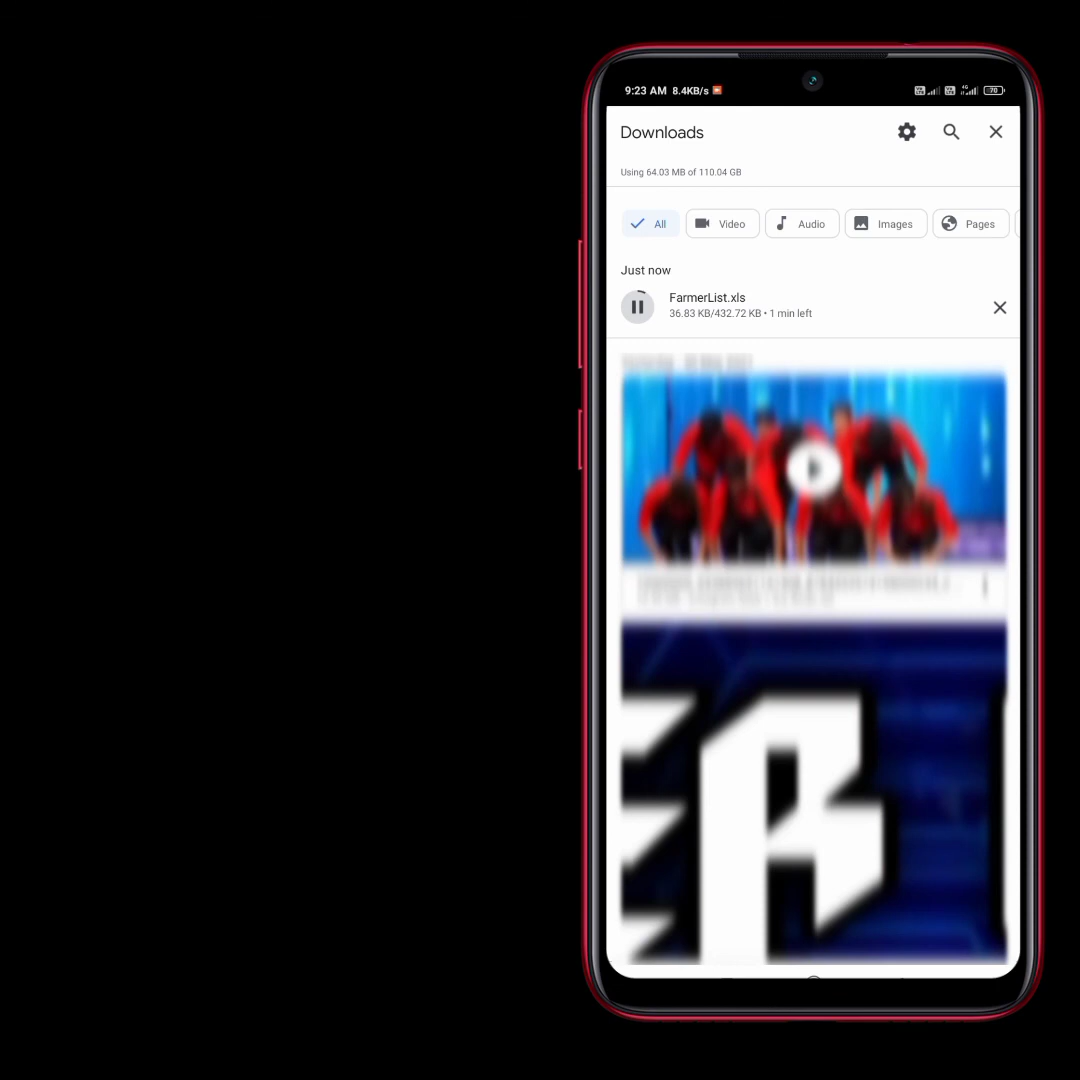 9:23 AM 8.4KB/s 70
Downloads
Using 64.03 MB of 110.04 GB
All Video Audio Images Pages
Just now
FarmerList.xls
36.83 KB/432.72 KB • 1 min left